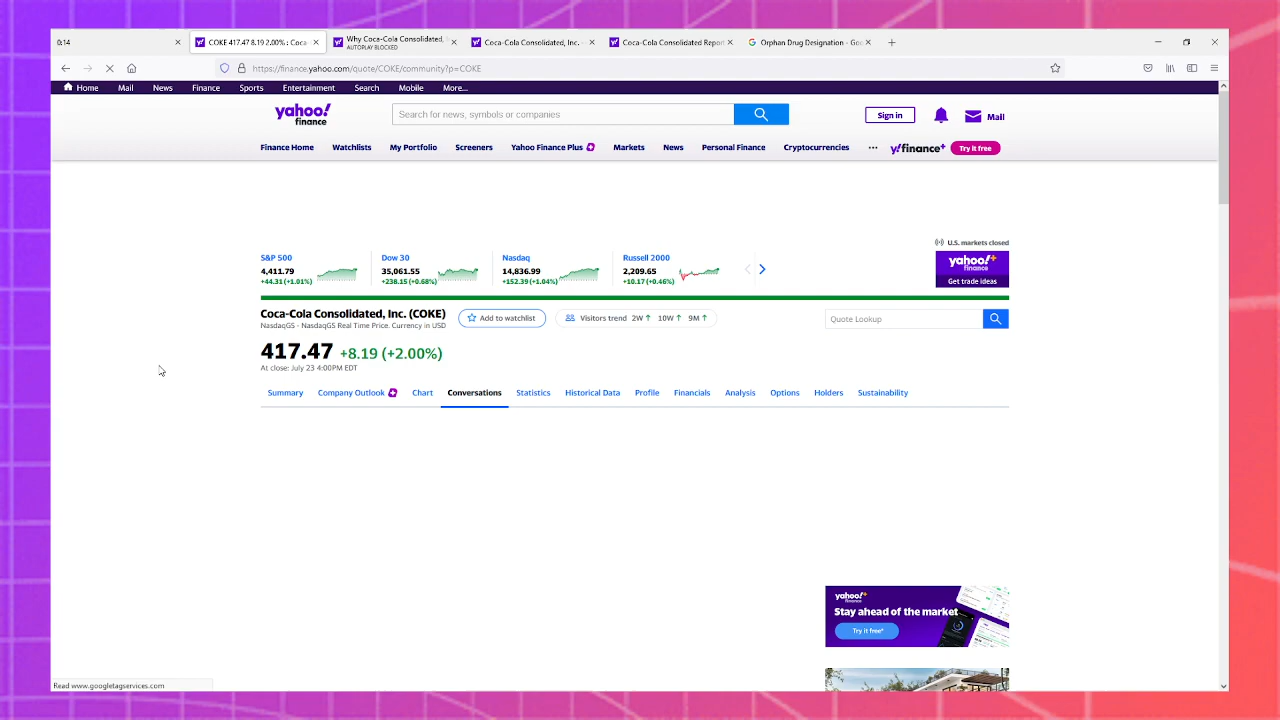 0:14
COKE 417.47 8.19 2.00% : Coca-
Why Coca-Cola Consolidated,
AUTOPLAY BLOCKED
Coca-Cola Consolidated, Inc. -
Coca-Cola Consolidated Report
Orphan Drug Designation - Goo
https://finance.yahoo.com/quote/COKE/community?p=COKE
Home Mail News Finance Sports Entertainment Search Mobile More...
yahoo!
finance
Search for news, symbols or companies
Sign in
Mail
Finance Home Watchlists My Portfolio Screeners Yahoo Finance Plus Markets News Personal Finance Cryptocurrencies ... y!finance+ Try it free
U.S. markets closed
S&P 500
4,411.79
+44.31 (+1.01%)
Dow 30
35,061.55
+238.15 (+0.68%)
Nasdaq
14,836.99
+152.39 (+1.04%)
Russell 2000
2,209.65
+10.17 (+0.46%)
yahoo!+
finance
Get trade ideas
Coca-Cola Consolidated, Inc. (COKE)
NasdaqGS - NasdaqGS Real Time Price. Currency in USD
Add to watchlist
Visitors trend 2W ↑ 10W ↑ 9M ↑
Quote Lookup
417.47 +8.19 (+2.00%)
At close: July 23 4:00PM EDT
Summary Company Outlook Chart Conversations Statistics Historical Data Profile Financials Analysis Options Holders Sustainability
yahoo!+
finance
Stay ahead of the market
Try it free*
Read www.googletagservices.com